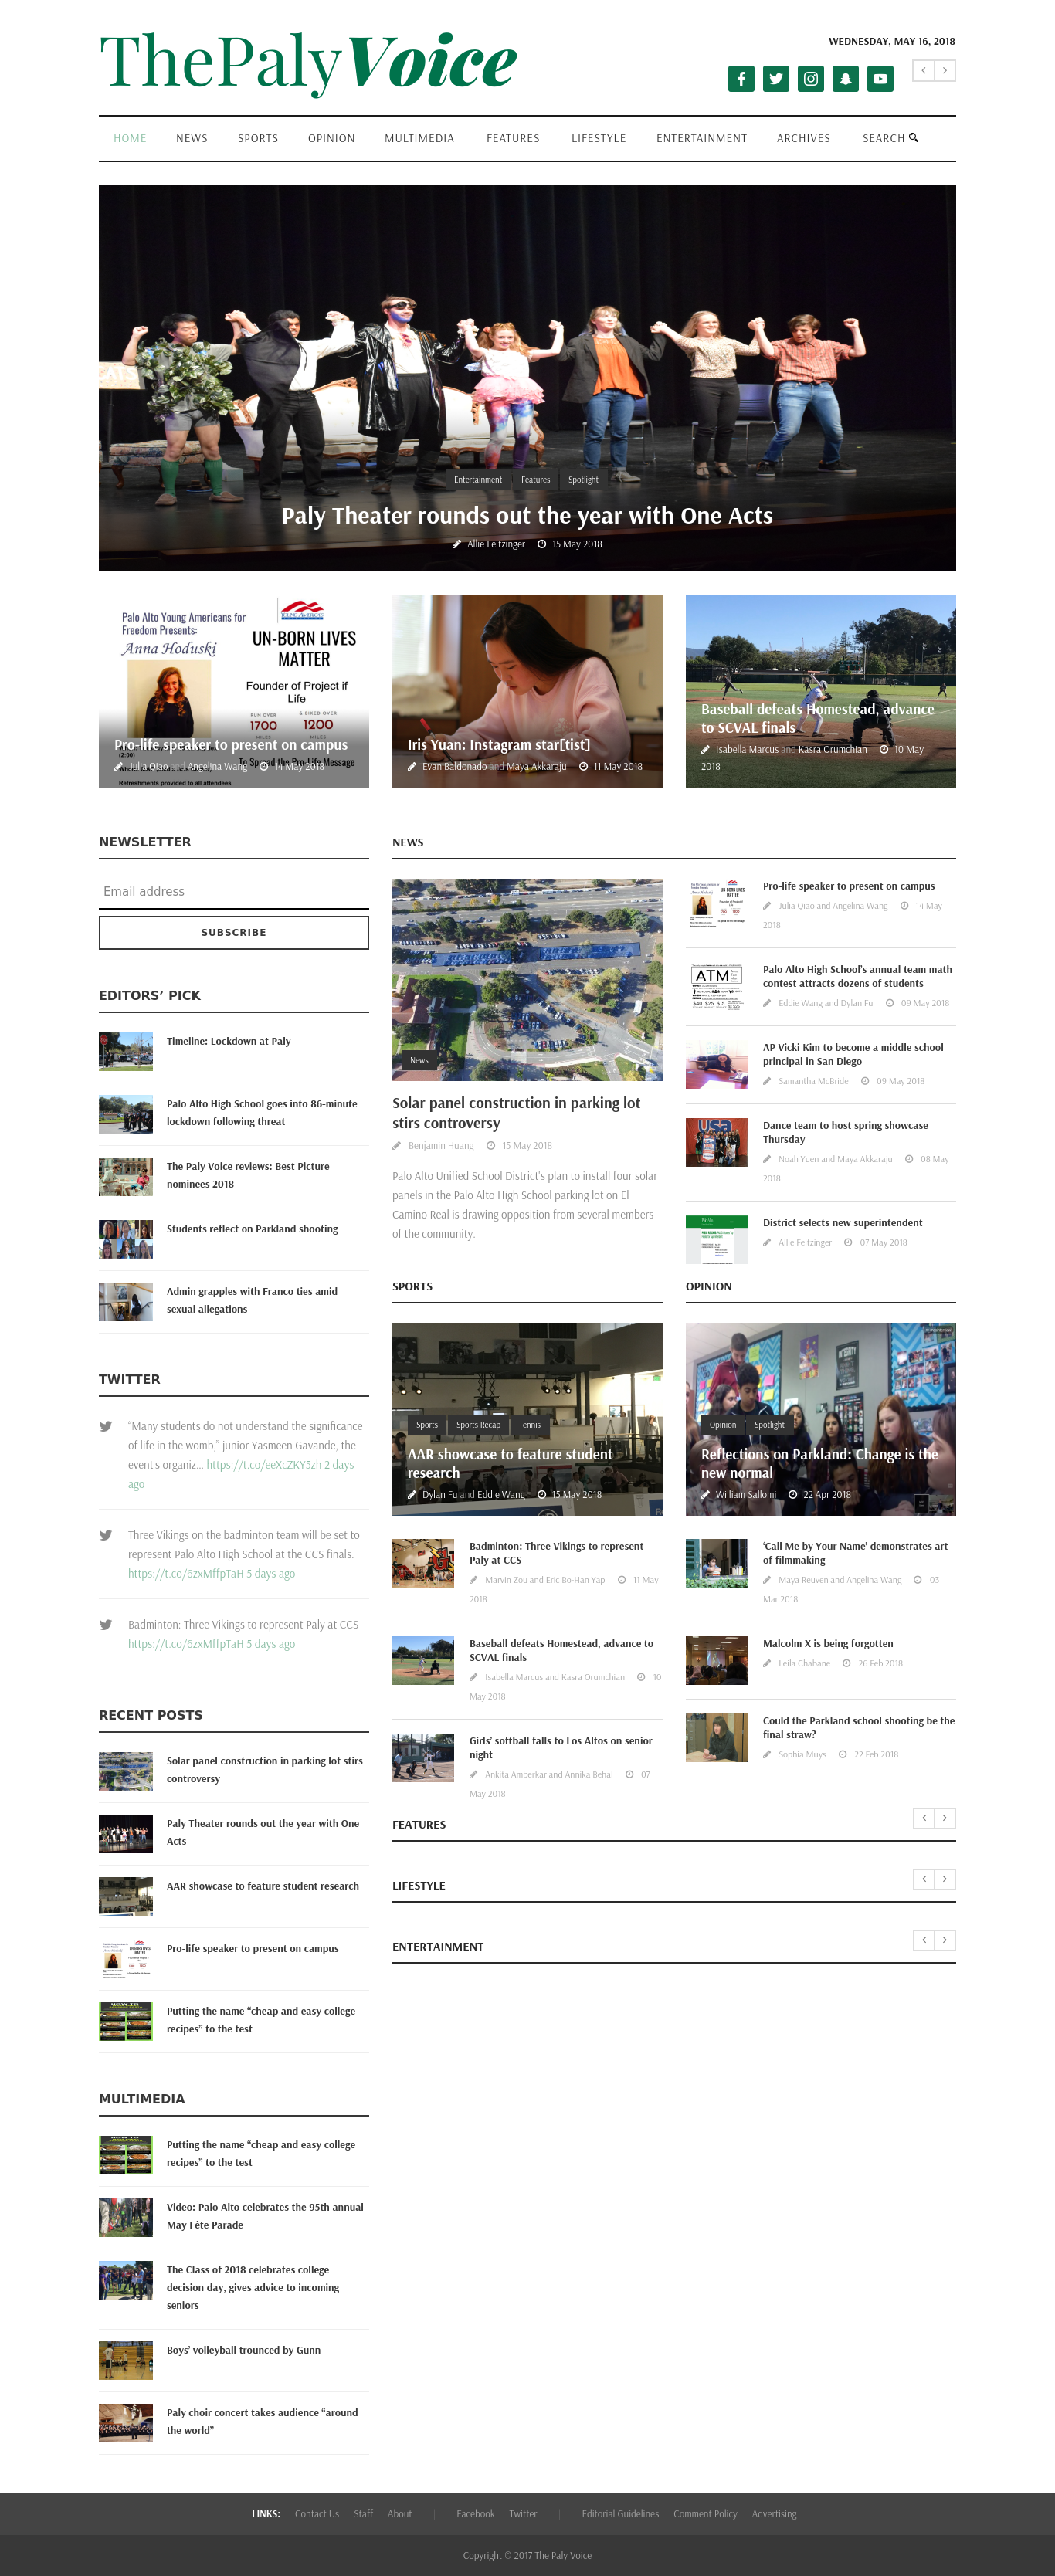 ThePalyVoice
WEDNESDAY, MAY 16, 2018
HOME NEWS SPORTS OPINION MULTIMEDIA FEATURES LIFESTYLE ENTERTAINMENT ARCHIVES SEARCH
Entertainment Features Spotlight
Paly Theater rounds out the year with One Acts
Allie Feitzinger 15 May 2018
Palo Alto Young Americans for
Freedom Presents:
Anna Hoduski
YOUNG AMERICA'S
UN-BORN LIVES
MATTER
Founder of Project if
Life
RUN OVER
1700
MILES
& BIKED OVER
1200
MILES
To Spread the Pro-Life Message
Refreshments provided to all attendees
Pro-life speaker to present on campus
Julia Qiao and Angelina Wang 14 May 2018
Iris Yuan: Instagram star[tist]
Evan Baldonado and Maya Akkaraju 11 May 2018
Baseball defeats Homestead, advance
to SCVAL finals
Isabella Marcus and Kasra Orumchian 10 May
2018
NEWSLETTER
Email address
SUBSCRIBE
EDITORS’ PICK
Timeline: Lockdown at Paly
Palo Alto High School goes into 86-minute
lockdown following threat
The Paly Voice reviews: Best Picture
nominees 2018
Students reflect on Parkland shooting
Admin grapples with Franco ties amid
sexual allegations
TWITTER
“Many students do not understand the significance
of life in the womb,” junior Yasmeen Gavande, the
event's organiz... https://t.co/eeXcZKY5zh 2 days
ago
Three Vikings on the badminton team will be set to
represent Palo Alto High School at the CCS finals.
https://t.co/6zxMffpTaH 5 days ago
Badminton: Three Vikings to represent Paly at CCS
https://t.co/6zxMffpTaH 5 days ago
RECENT POSTS
Solar panel construction in parking lot stirs
controversy
Paly Theater rounds out the year with One
Acts
AAR showcase to feature student research
Pro-life speaker to present on campus
Putting the name “cheap and easy college
recipes” to the test
MULTIMEDIA
Putting the name “cheap and easy college
recipes” to the test
Video: Palo Alto celebrates the 95th annual
May Fête Parade
The Class of 2018 celebrates college
decision day, gives advice to incoming
seniors
Boys’ volleyball trounced by Gunn
Paly choir concert takes audience “around
the world”
NEWS
News
Solar panel construction in parking lot
stirs controversy
Benjamin Huang 15 May 2018
Palo Alto Unified School District's plan to install four solar
panels in the Palo Alto High School parking lot on El
Camino Real is drawing opposition from several members
of the community.
Pro-life speaker to present on campus
Julia Qiao and Angelina Wang 14 May
2018
ATM
$40 $25 $15
Palo Alto High School’s annual team math
contest attracts dozens of students
Eddie Wang and Dylan Fu 09 May 2018
AP Vicki Kim to become a middle school
principal in San Diego
Samantha McBride 09 May 2018
USA
Dance team to host spring showcase
Thursday
Noah Yuen and Maya Akkaraju 08 May
2018
District selects new superintendent
Allie Feitzinger 07 May 2018
SPORTS
Sports Sports Recap Tennis
AAR showcase to feature student
research
Dylan Fu and Eddie Wang 15 May 2018
Badminton: Three Vikings to represent
Paly at CCS
Marvin Zou and Eric Bo-Han Yap 11 May
2018
Baseball defeats Homestead, advance to
SCVAL finals
Isabella Marcus and Kasra Orumchian 10
May 2018
Girls’ softball falls to Los Altos on senior
night
Ankita Amberkar and Annika Behal 07
May 2018
OPINION
Opinion Spotlight
Reflections on Parkland: Change is the
new normal
William Sallomi 22 Apr 2018
‘Call Me by Your Name’ demonstrates art
of filmmaking
Maya Reuven and Angelina Wang 03
Mar 2018
Malcolm X is being forgotten
Leila Chabane 26 Feb 2018
Could the Parkland school shooting be the
final straw?
Sophia Muys 22 Feb 2018
FEATURES
LIFESTYLE
ENTERTAINMENT
LINKS: Contact Us Staff About Facebook Twitter Editorial Guidelines Comment Policy Advertising
Copyright © 2017 The Paly Voice